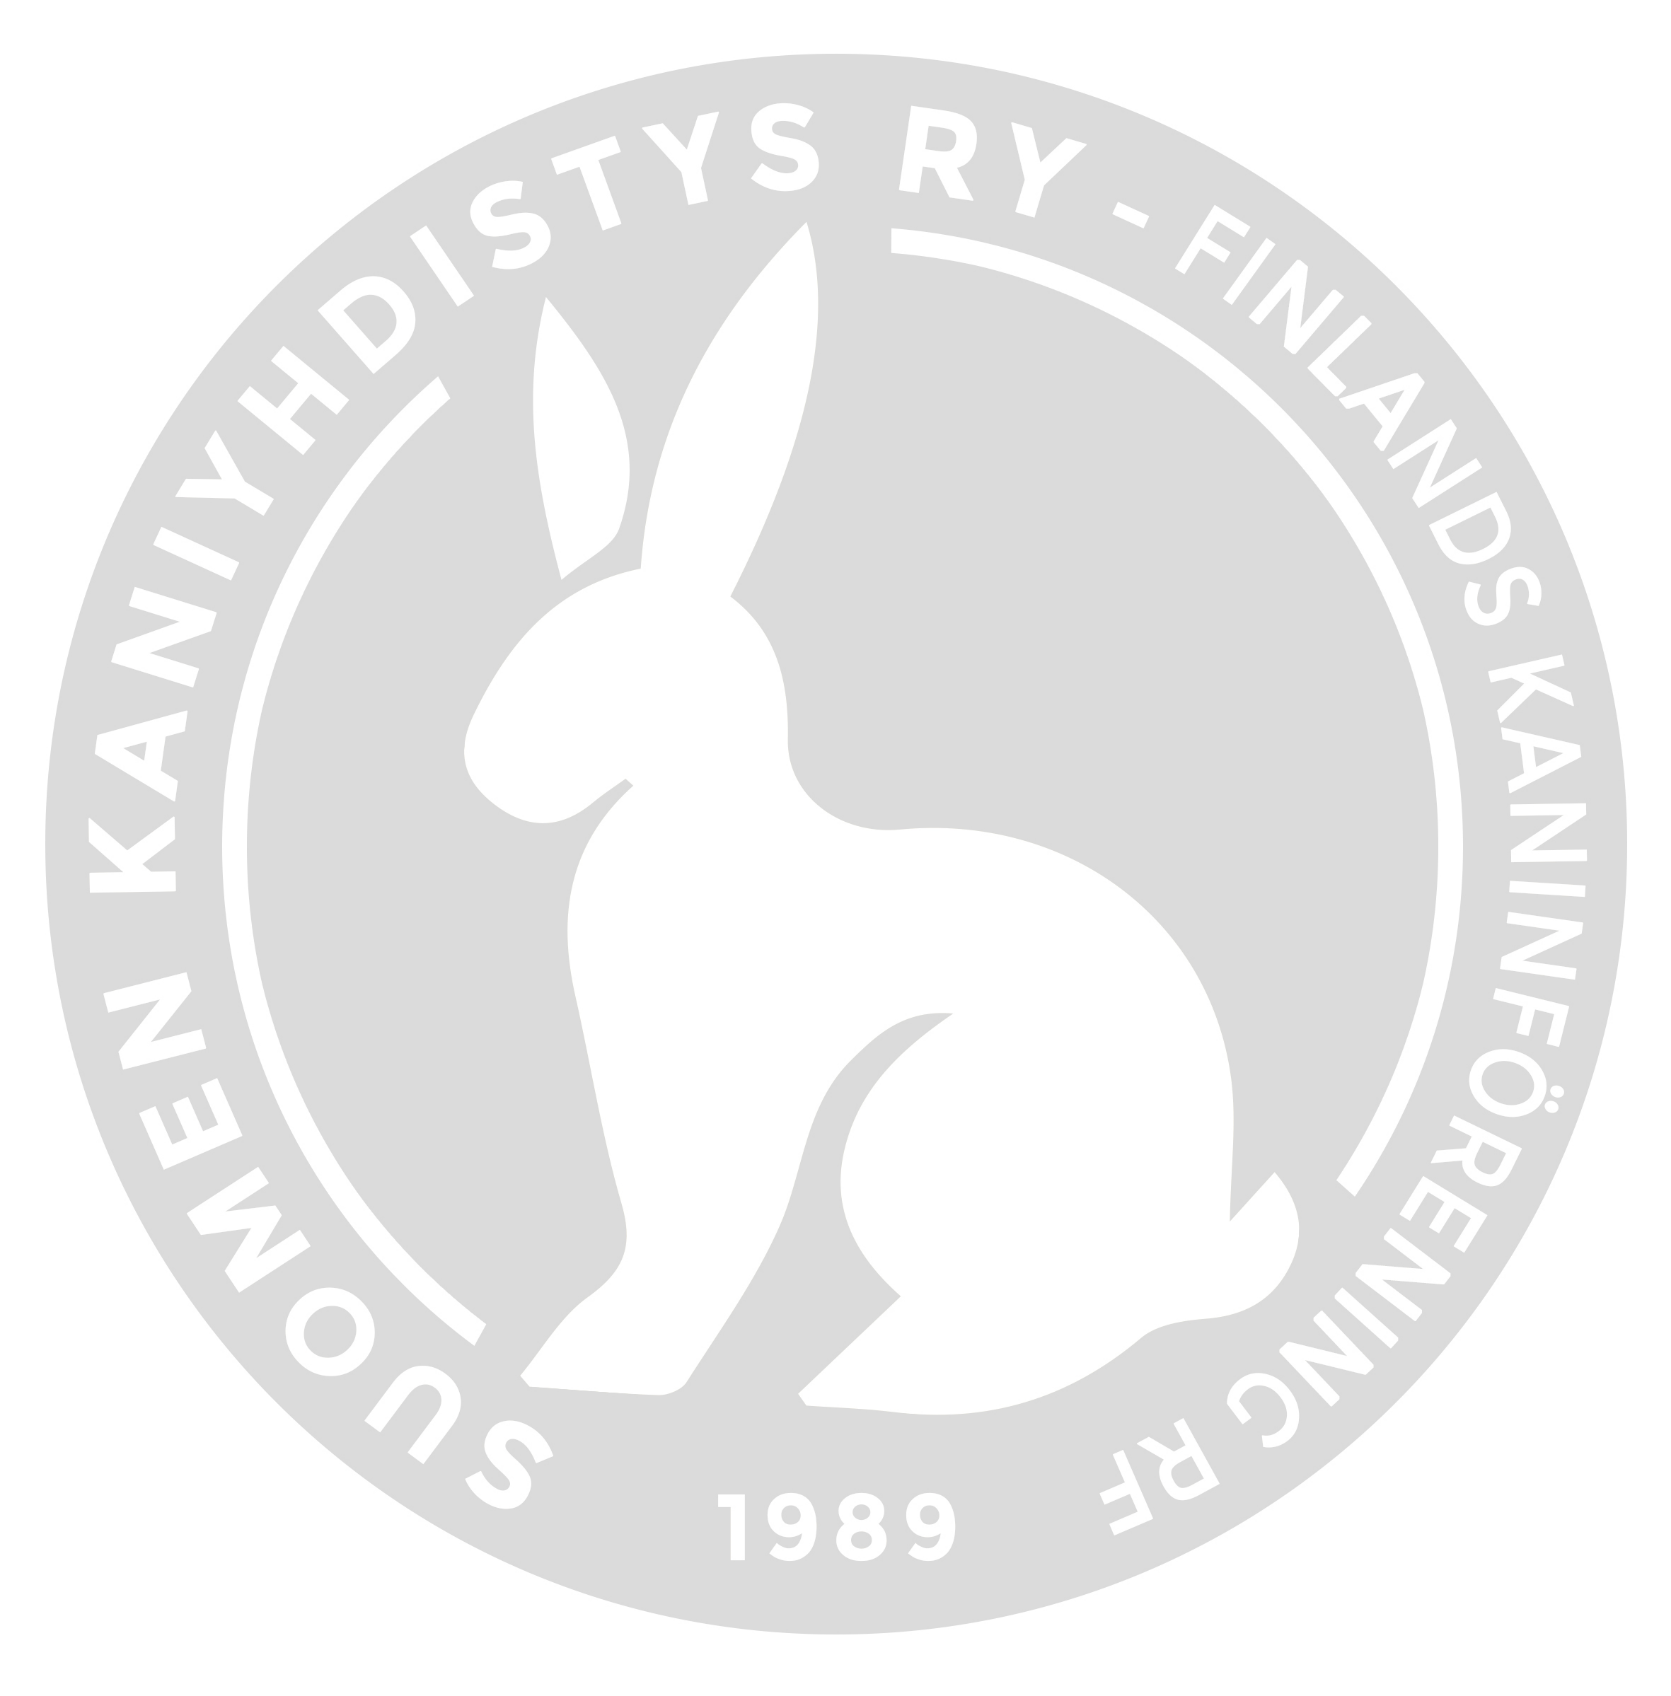 SUOMEN KANIYHDISTYS RY - FINLANDS KANINFÖRENING RF
1989